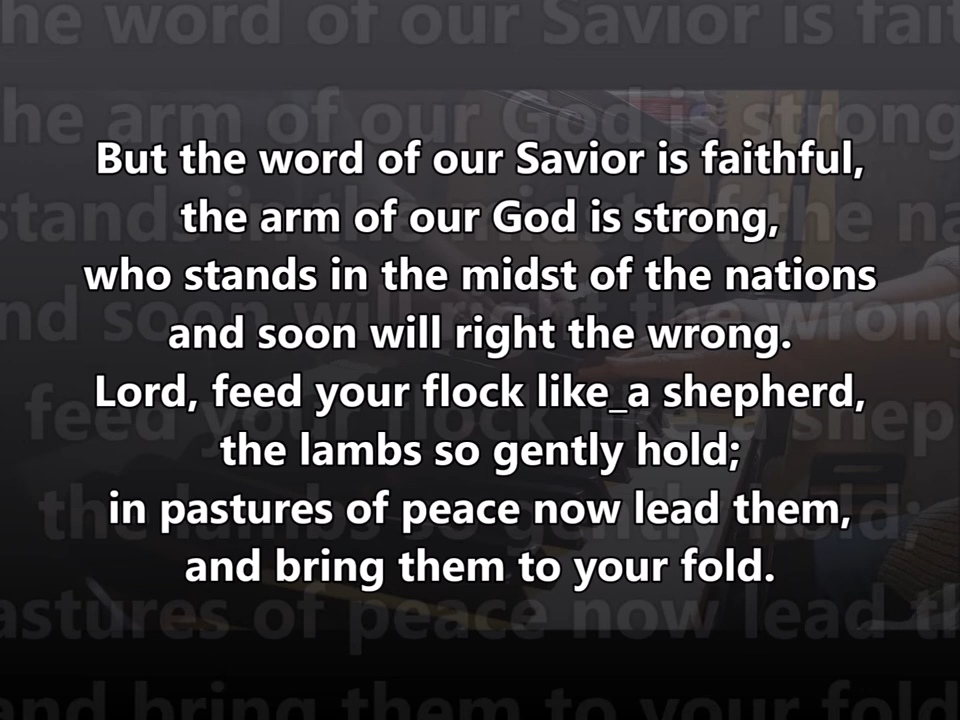 But the word of our Savior is faithful,
the arm of our God is strong,
who stands in the midst of the nations
and soon will right the wrong.
Lord, feed your flock like_a shepherd,
the lambs so gently hold;
in pastures of peace now lead them,
and bring them to your fold.